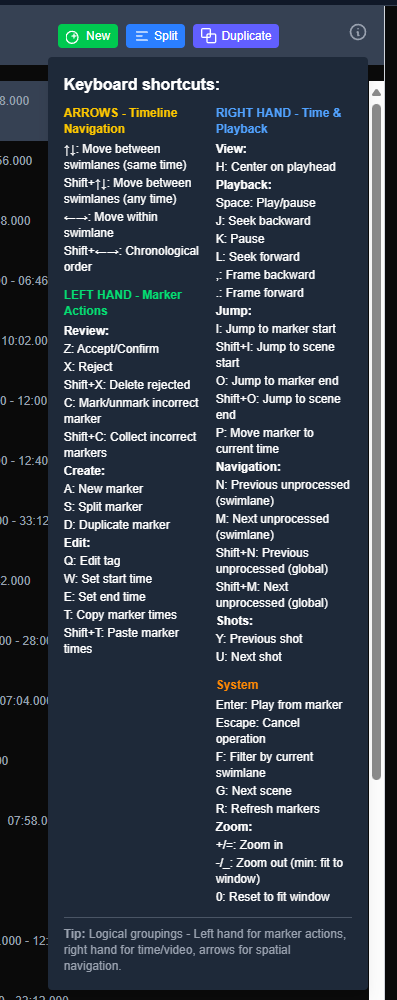 New
Split
Duplicate
Keyboard shortcuts:
ARROWS - Timeline
Navigation
↑↓: Move between
swimlanes (same time)
Shift+↑↓: Move between
swimlanes (any time)
←→: Move within
swimlane
Shift+←→: Chronological
order
LEFT HAND - Marker
Actions
Review:
Z: Accept/Confirm
X: Reject
Shift+X: Delete rejected
C: Mark/unmark incorrect
marker
Shift+C: Collect incorrect
markers
Create:
A: New marker
S: Split marker
D: Duplicate marker
Edit:
Q: Edit tag
W: Set start time
E: Set end time
T: Copy marker times
Shift+T: Paste marker
times
RIGHT HAND - Time &
Playback
View:
H: Center on playhead
Playback:
Space: Play/pause
J: Seek backward
K: Pause
L: Seek forward
,: Frame backward
.: Frame forward
Jump:
I: Jump to marker start
Shift+I: Jump to scene
start
O: Jump to marker end
Shift+O: Jump to scene
end
P: Move marker to
current time
Navigation:
N: Previous unprocessed
(swimlane)
M: Next unprocessed
(swimlane)
Shift+N: Previous
unprocessed (global)
Shift+M: Next
unprocessed (global)
Shots:
Y: Previous shot
U: Next shot
System
Enter: Play from marker
Escape: Cancel
operation
F: Filter by current
swimlane
G: Next scene
R: Refresh markers
Zoom:
+/=: Zoom in
-/_: Zoom out (min: fit to
window)
0: Reset to fit window
Tip: Logical groupings - Left hand for marker actions,
right hand for time/video, arrows for spatial
navigation.
8.000
56.000
8.000
00 - 06:46
10:02.00
0 - 12:00
00 - 12:40
00 - 33:12
2.000
00 - 28:00
07:04.000
00
07:58.0
.000 - 12: